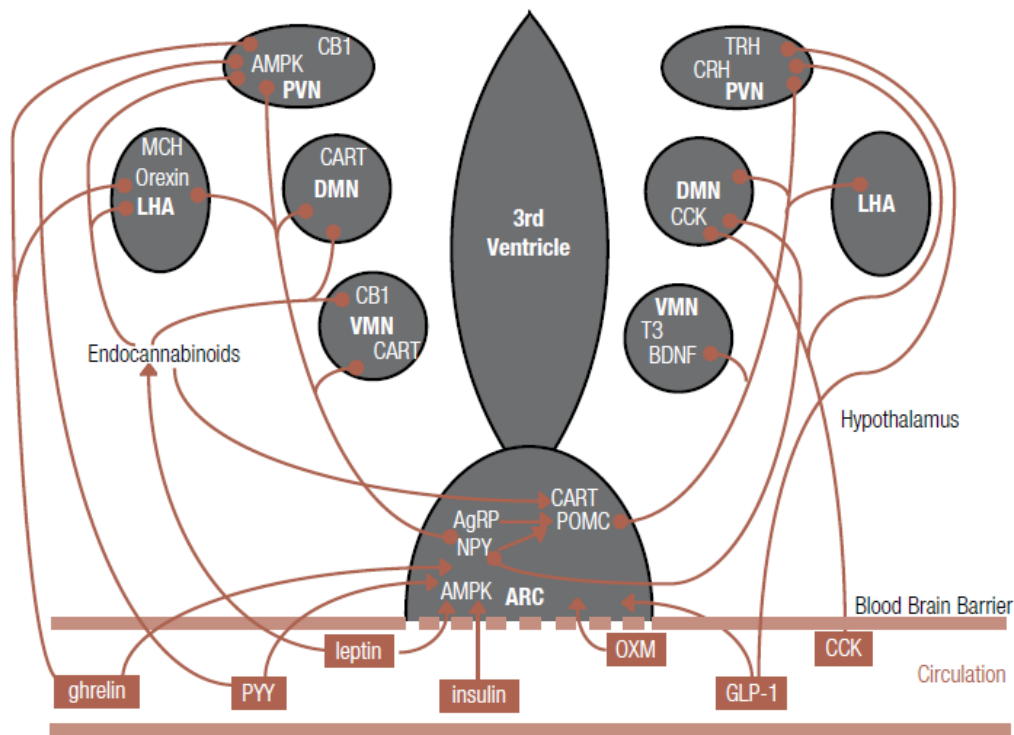 CB1
AMPK
PVN
TRH
CRH
PVN
MCH
Orexin
LHA
CART
DMN
3rd
Ventricle
DMN
CCK
LHA
CB1
VMN
CART
VMN
T3
BDNF
Endocannabinoids
Hypothalamus
CART
AgRP
POMC
NPY
AMPK
ARC
Blood Brain Barrier
leptin
OXM
CCK
Circulation
ghrelin
PYY
insulin
GLP-1